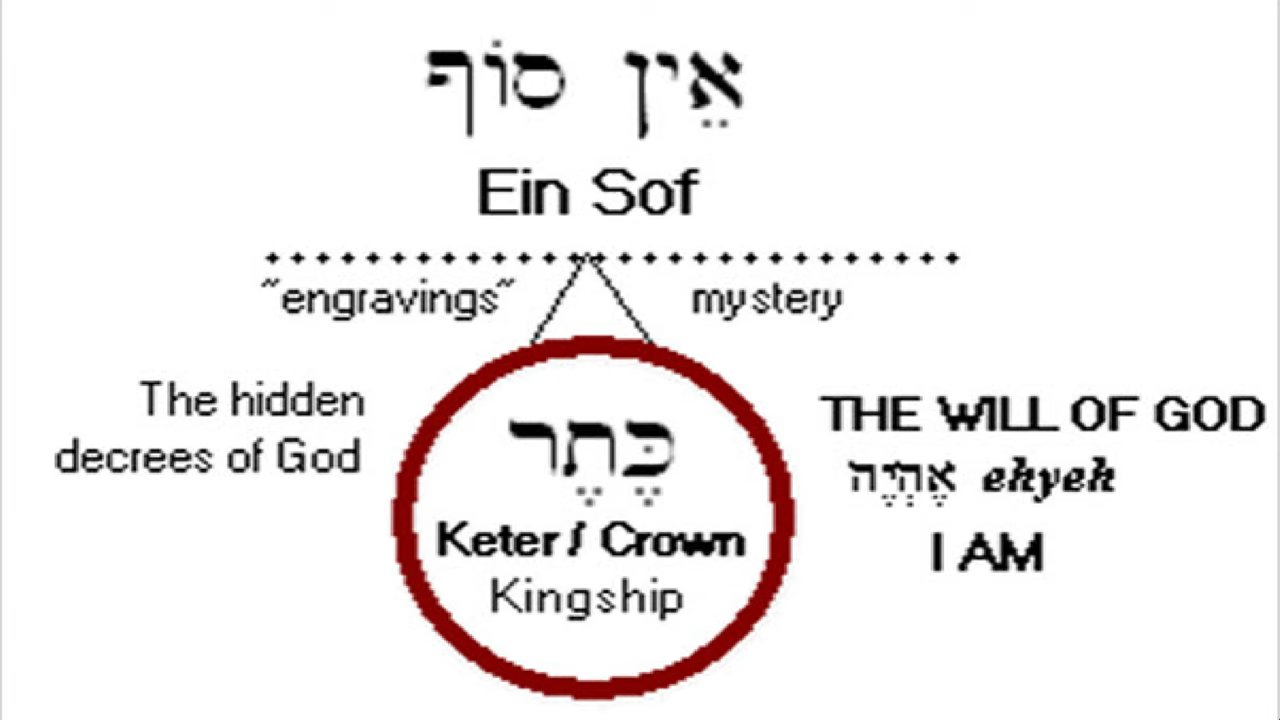 אֵין סוֹף
Ein Sof
"engravings"
mystery
The hidden
decrees of God
כֶּתֶר
Keter / Crown
Kingship
THE WILL OF GOD
אֶהְיֶה ehyeh
I AM